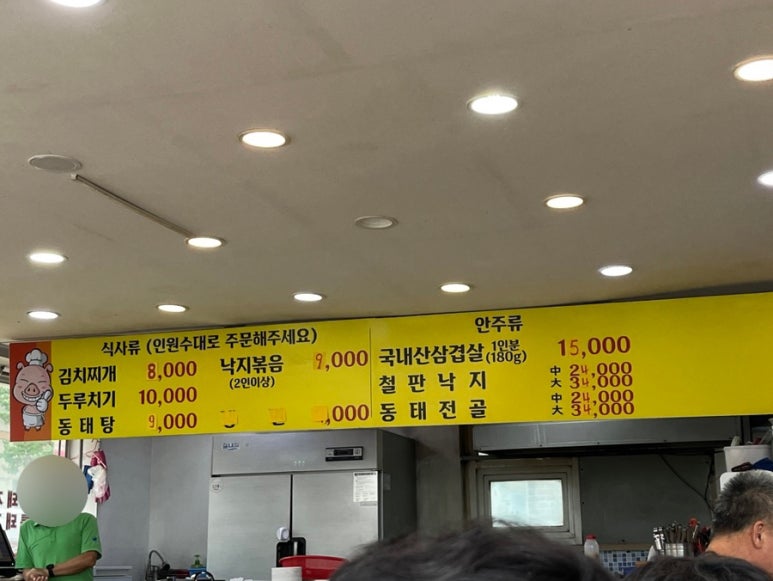 식사류 (인원수대로 주문해주세요)
김치찌개 8,000
두루치기 10,000
동태탕 9,000
낙지볶음 9,000
(2인이상)
,000
안주류
국내산삼겹살 1인분 (180g) 15,000
철판낙지 中 24,000
大 34,000
동태전골 中 24,000
大 34,000